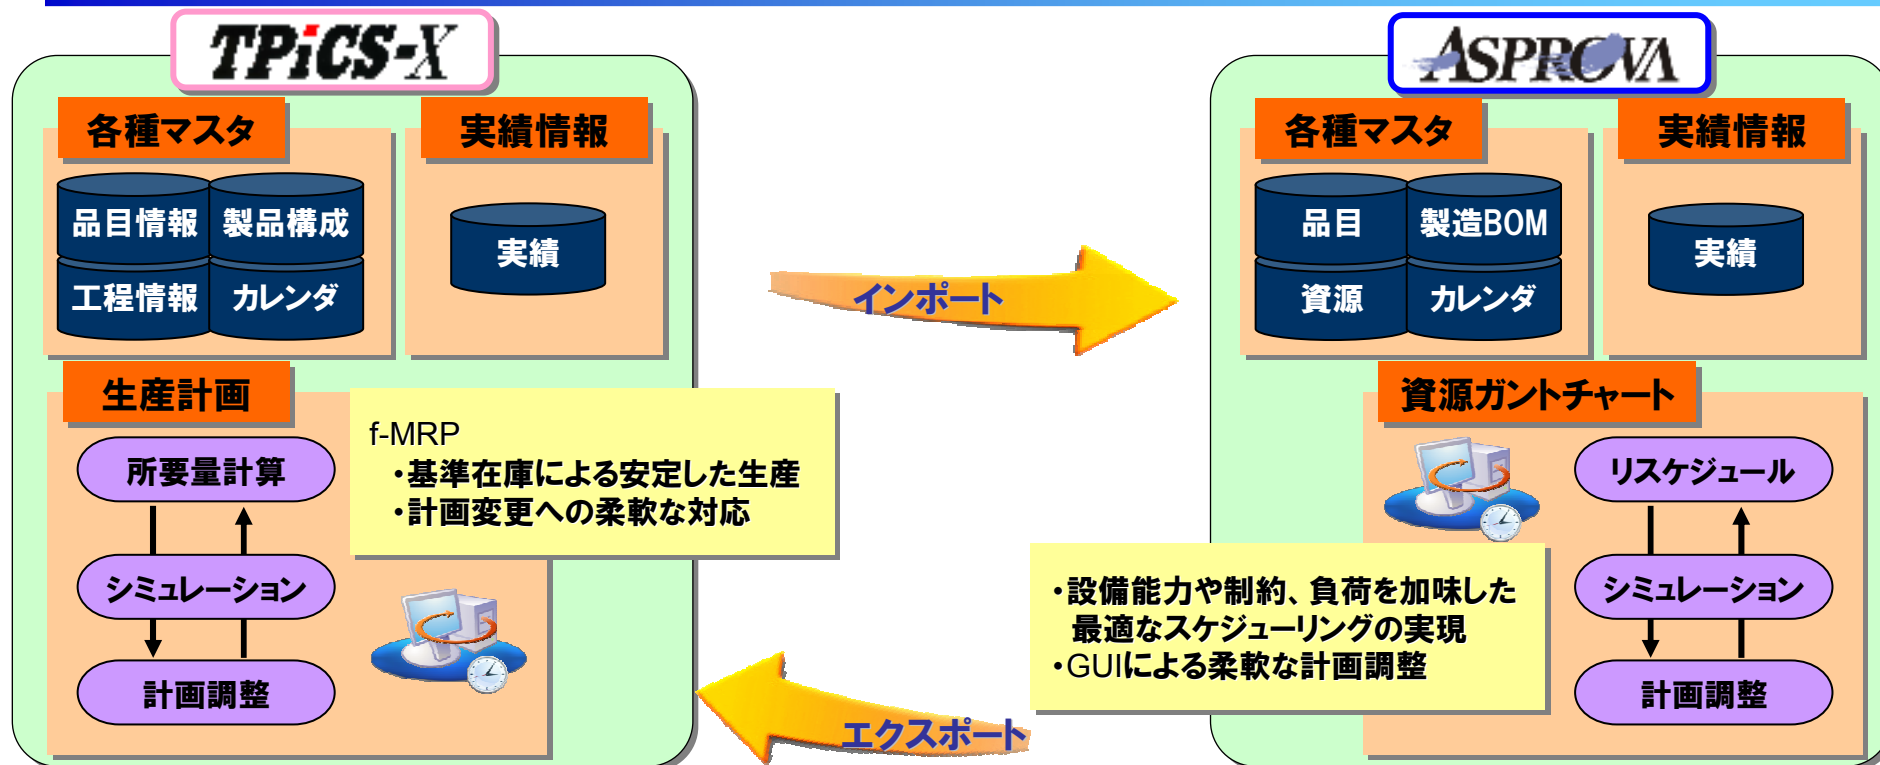 TPiCS-X
各種マスタ
実績情報
品目情報
製品構成
工程情報
カレンダ
実績
生産計画
所要量計算
シミュレーション
計画調整
f-MRP
・基準在庫による安定した生産
・計画変更への柔軟な対応
インポート
エクスポート
ASPROVA
各種マスタ
実績情報
品目
製造BOM
資源
カレンダ
実績
資源ガントチャート
リスケジュール
シミュレーション
計画調整
・設備能力や制約、負荷を加味した
最適なスケジューリングの実現
・GUIによる柔軟な計画調整